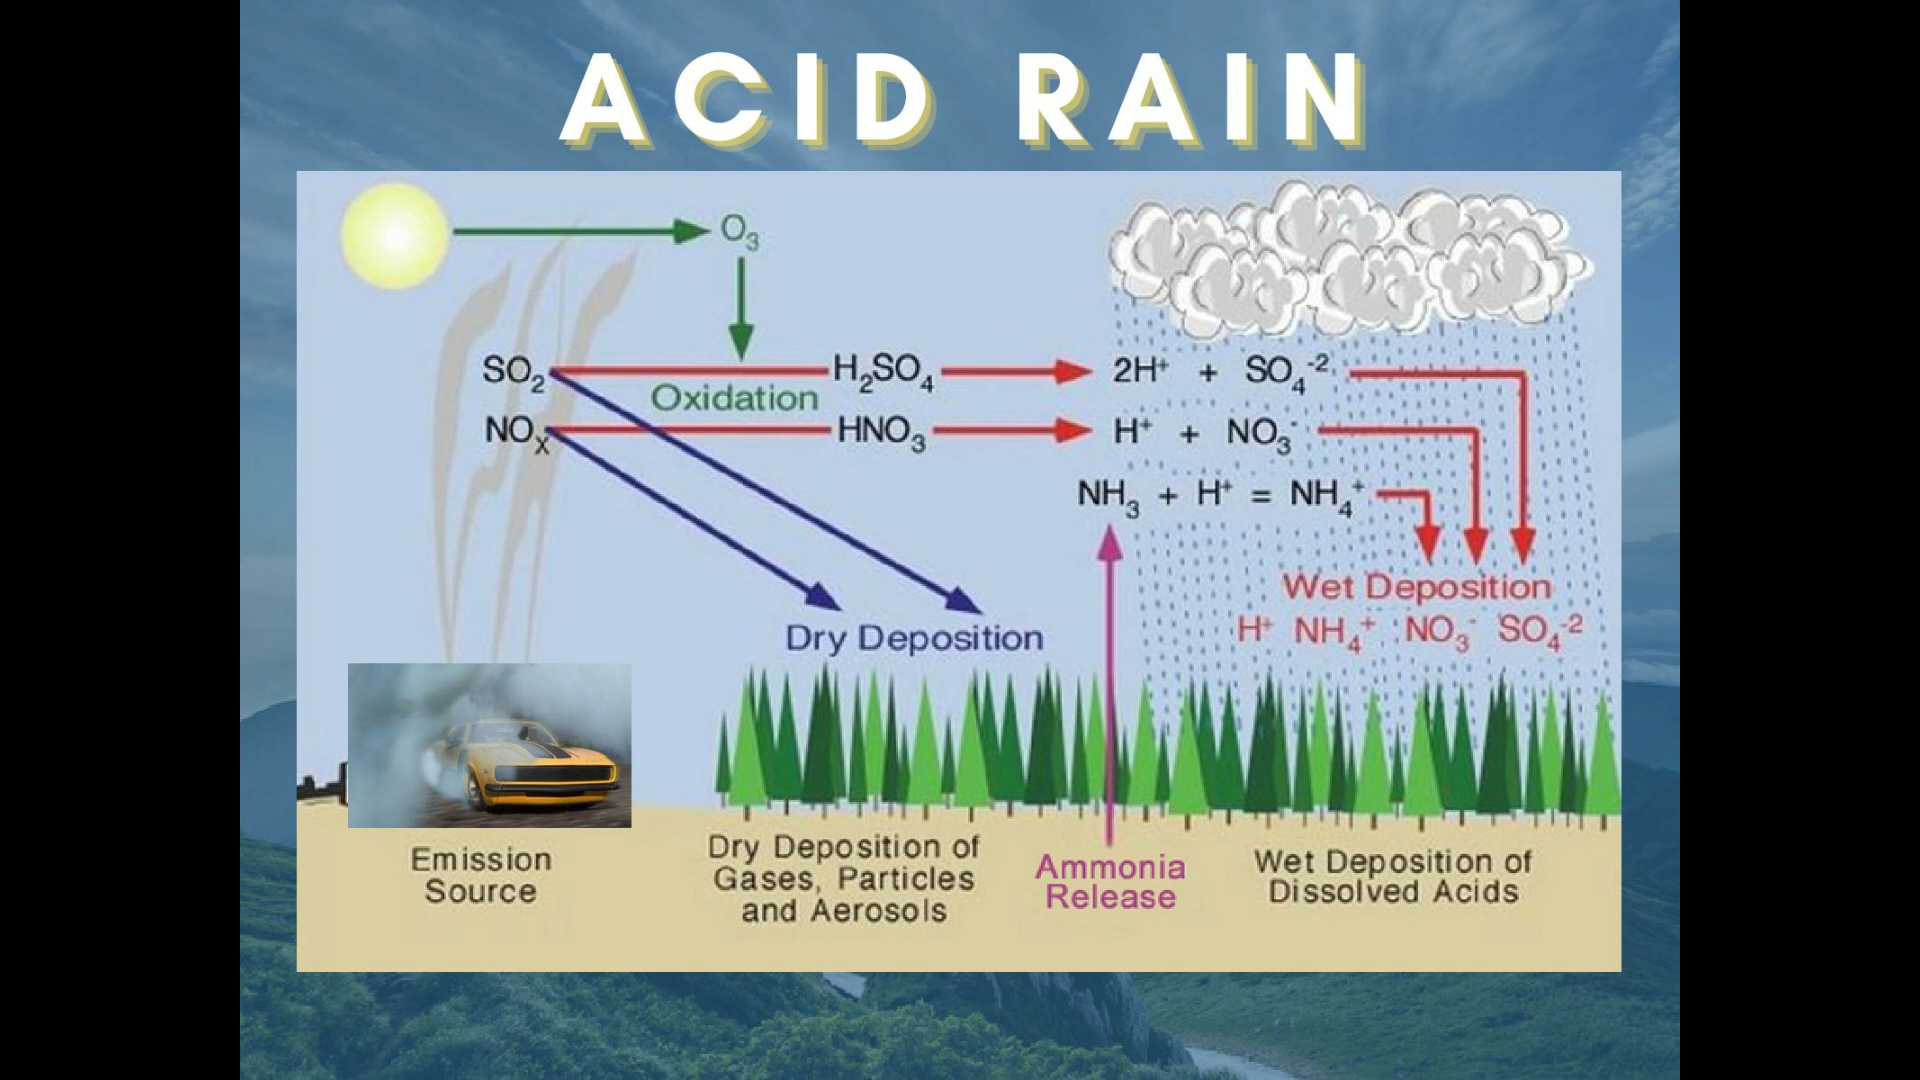 ACID RAIN
O₃
SO₂ H₂SO₄ 2H⁺ + SO₄⁻²
Oxidation
NOₓ HNO₃ H⁺ + NO₃⁻
NH₃ + H⁺ = NH₄⁺
Wet Deposition
H⁺ NH₄⁺ NO₃⁻ SO₄⁻²
Dry Deposition
Emission
Source
Dry Deposition of
Gases, Particles
and Aerosols
Ammonia
Release
Wet Deposition of
Dissolved Acids